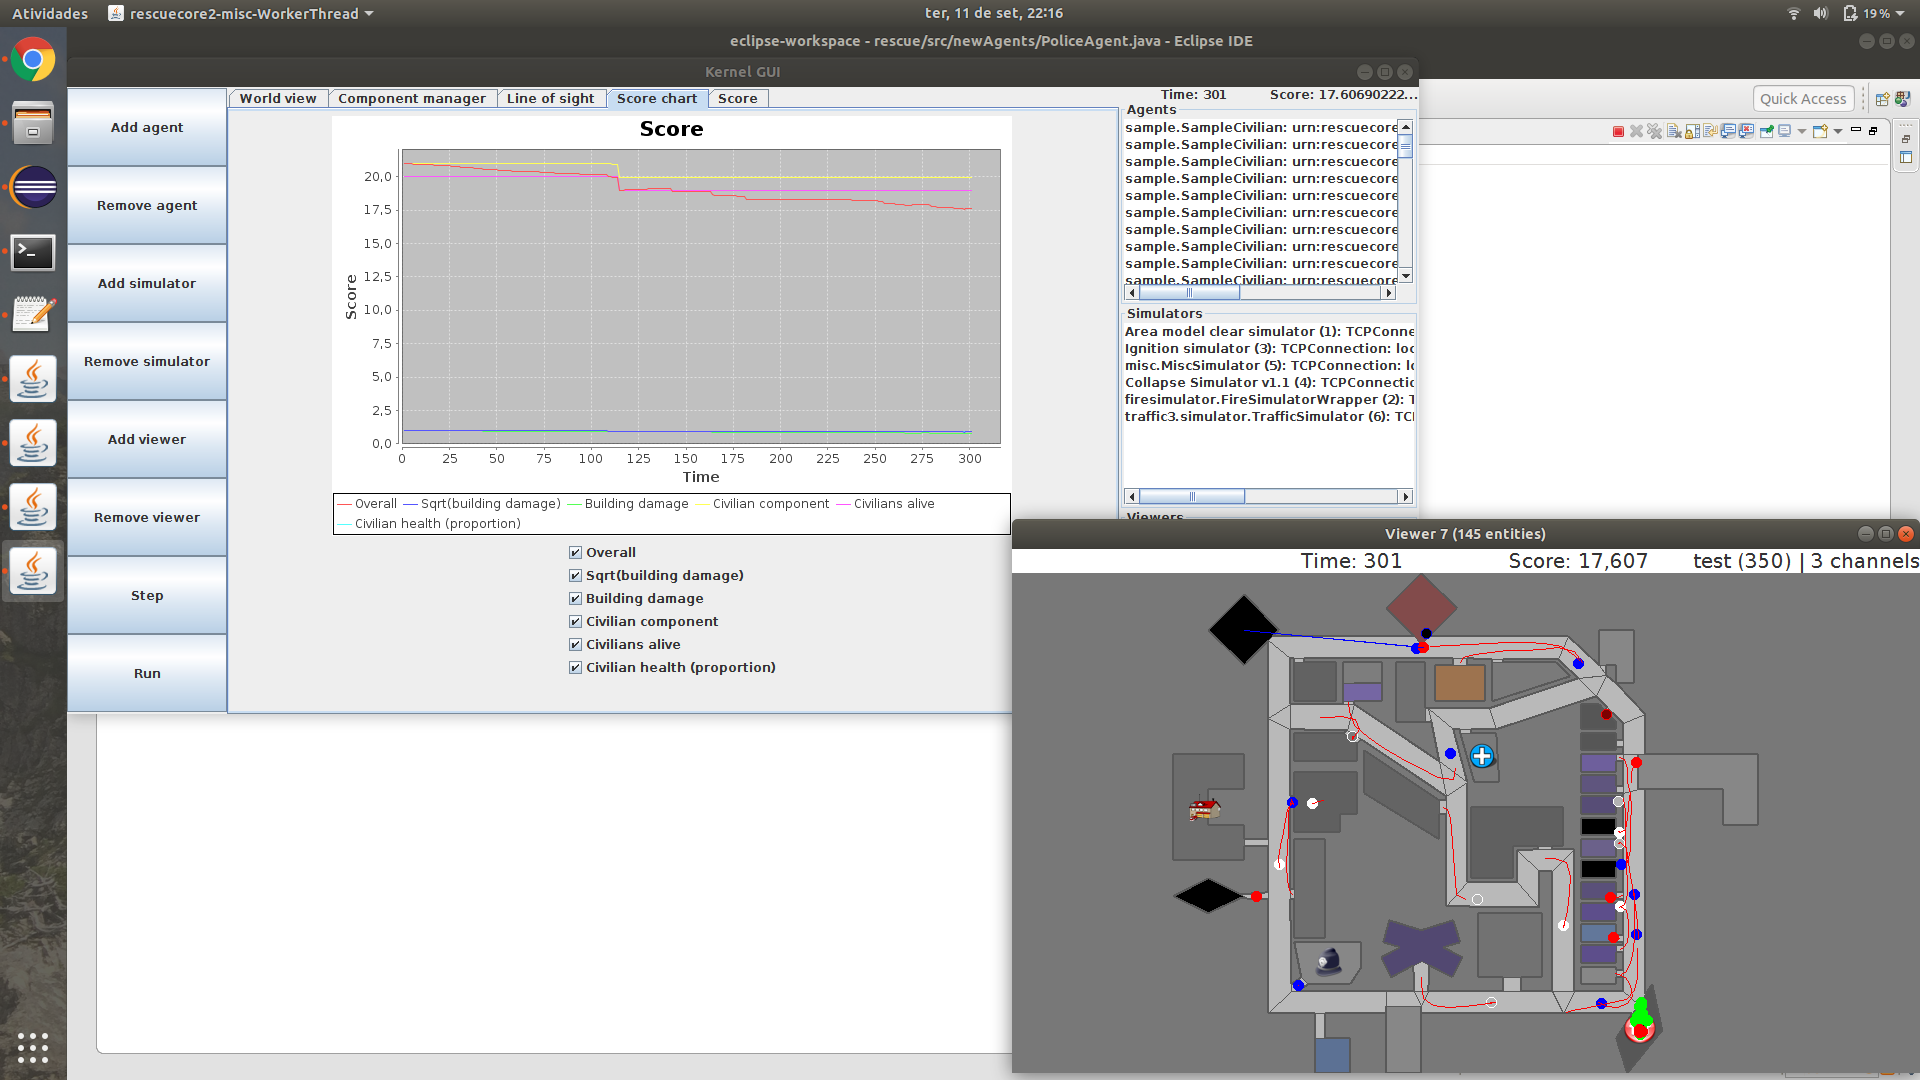 Atividades
rescuecore2-misc-WorkerThread
ter, 11 de set, 22:16
19%
eclipse-workspace - rescue/src/newAgents/PoliceAgent.java - Eclipse IDE
Kernel GUI
Quick Access
Add agent
Remove agent
Add simulator
Remove simulator
Add viewer
Remove viewer
Step
Run
World view
Component manager
Line of sight
Score chart
Score
Time: 301
Score: 17.60690222...
Score
20,0
17,5
15,0
12,5
10,0
7,5
5,0
2,5
0,0
Score
0 25 50 75 100 125 150 175 200 225 250 275 300
Time
Overall Sqrt(building damage) Building damage Civilian component Civilians alive
Civilian health (proportion)
Overall
Sqrt(building damage)
Building damage
Civilian component
Civilians alive
Civilian health (proportion)
Agents
sample.SampleCivilian: urn:rescuecore
sample.SampleCivilian: urn:rescuecore
sample.SampleCivilian: urn:rescuecore
sample.SampleCivilian: urn:rescuecore
sample.SampleCivilian: urn:rescuecore
sample.SampleCivilian: urn:rescuecore
sample.SampleCivilian: urn:rescuecore
sample.SampleCivilian: urn:rescuecore
sample.SampleCivilian: urn:rescuecore
sample.SampleCivilian: urn:rescuecore
Simulators
Area model clear simulator (1): TCPConne
Ignition simulator (3): TCPConnection: loc
misc.MiscSimulator (5): TCPConnection: l
Collapse Simulator v1.1 (4): TCPConnectio
firesimulator.FireSimulatorWrapper (2): T
traffic3.simulator.TrafficSimulator (6): TCI
Viewers
Viewer 7 (145 entities)
Time: 301
Score: 17,607
test (350) | 3 channels